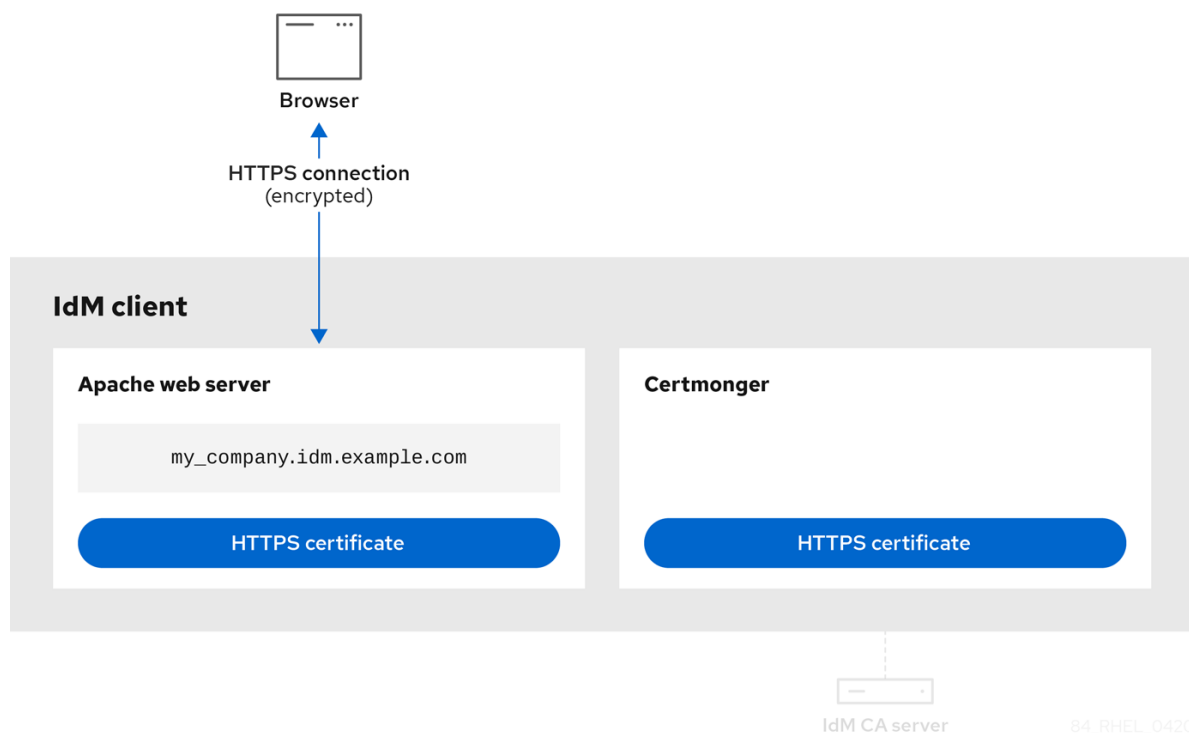 Browser
HTTPS connection
(encrypted)
IdM client
Apache web server
my_company.idm.example.com
HTTPS certificate
Certmonger
HTTPS certificate
IdM CA server
84_RHEL_0420